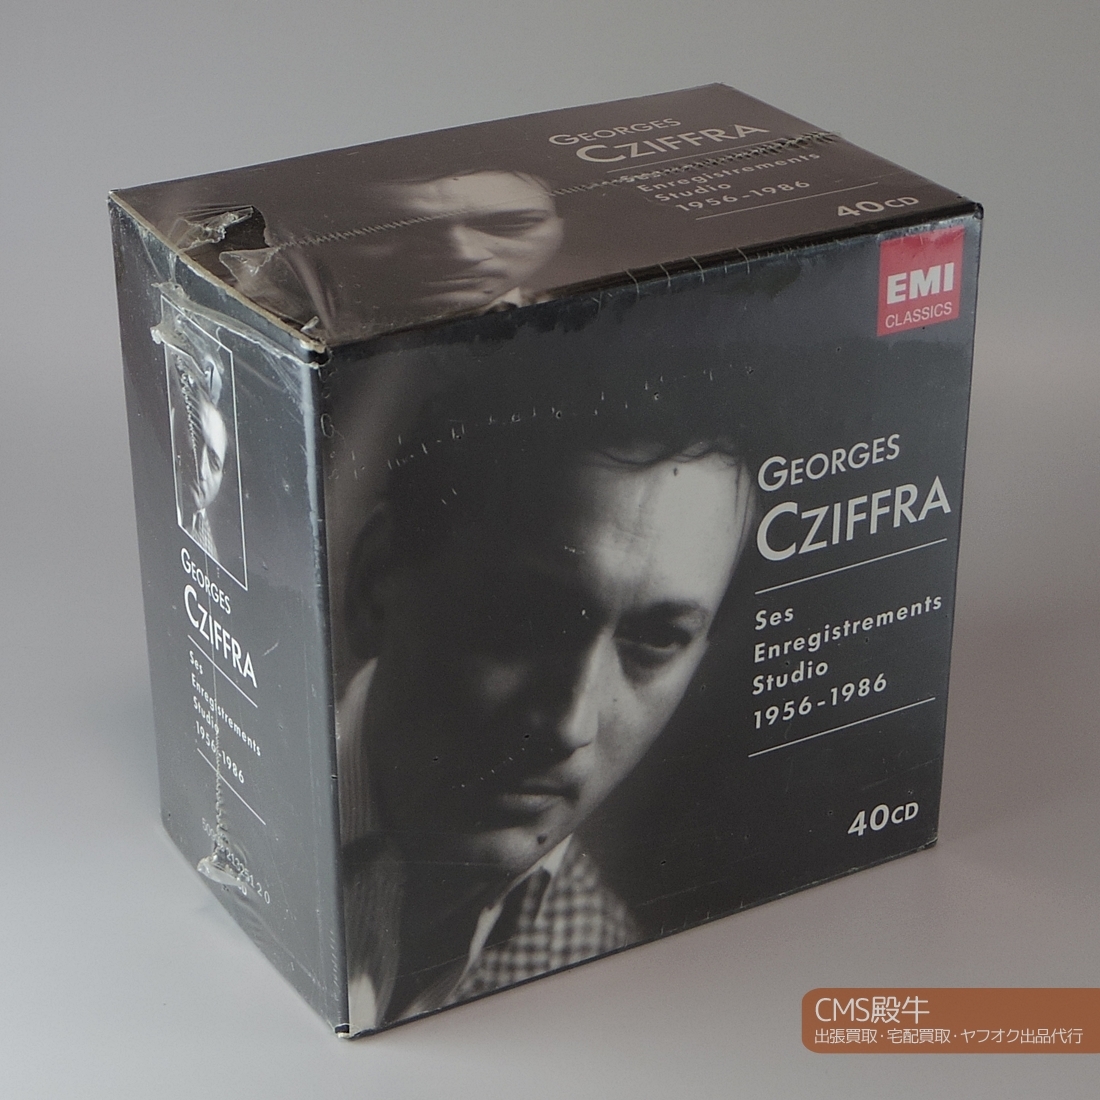 GEORGES
CZIFFRA
Enregistrements
Studio
1956-1986
40CD
EMI
CLASSICS
GEORGES
CZIFFRA
Ses
Enregistrements
Studio
1956-1986
40CD
GEORGES
CZIFFRA
Ses
Enregistrements
Studio
1956-1986
CMS殿牛
出張買取・宅配買取・ヤフオク出品代行